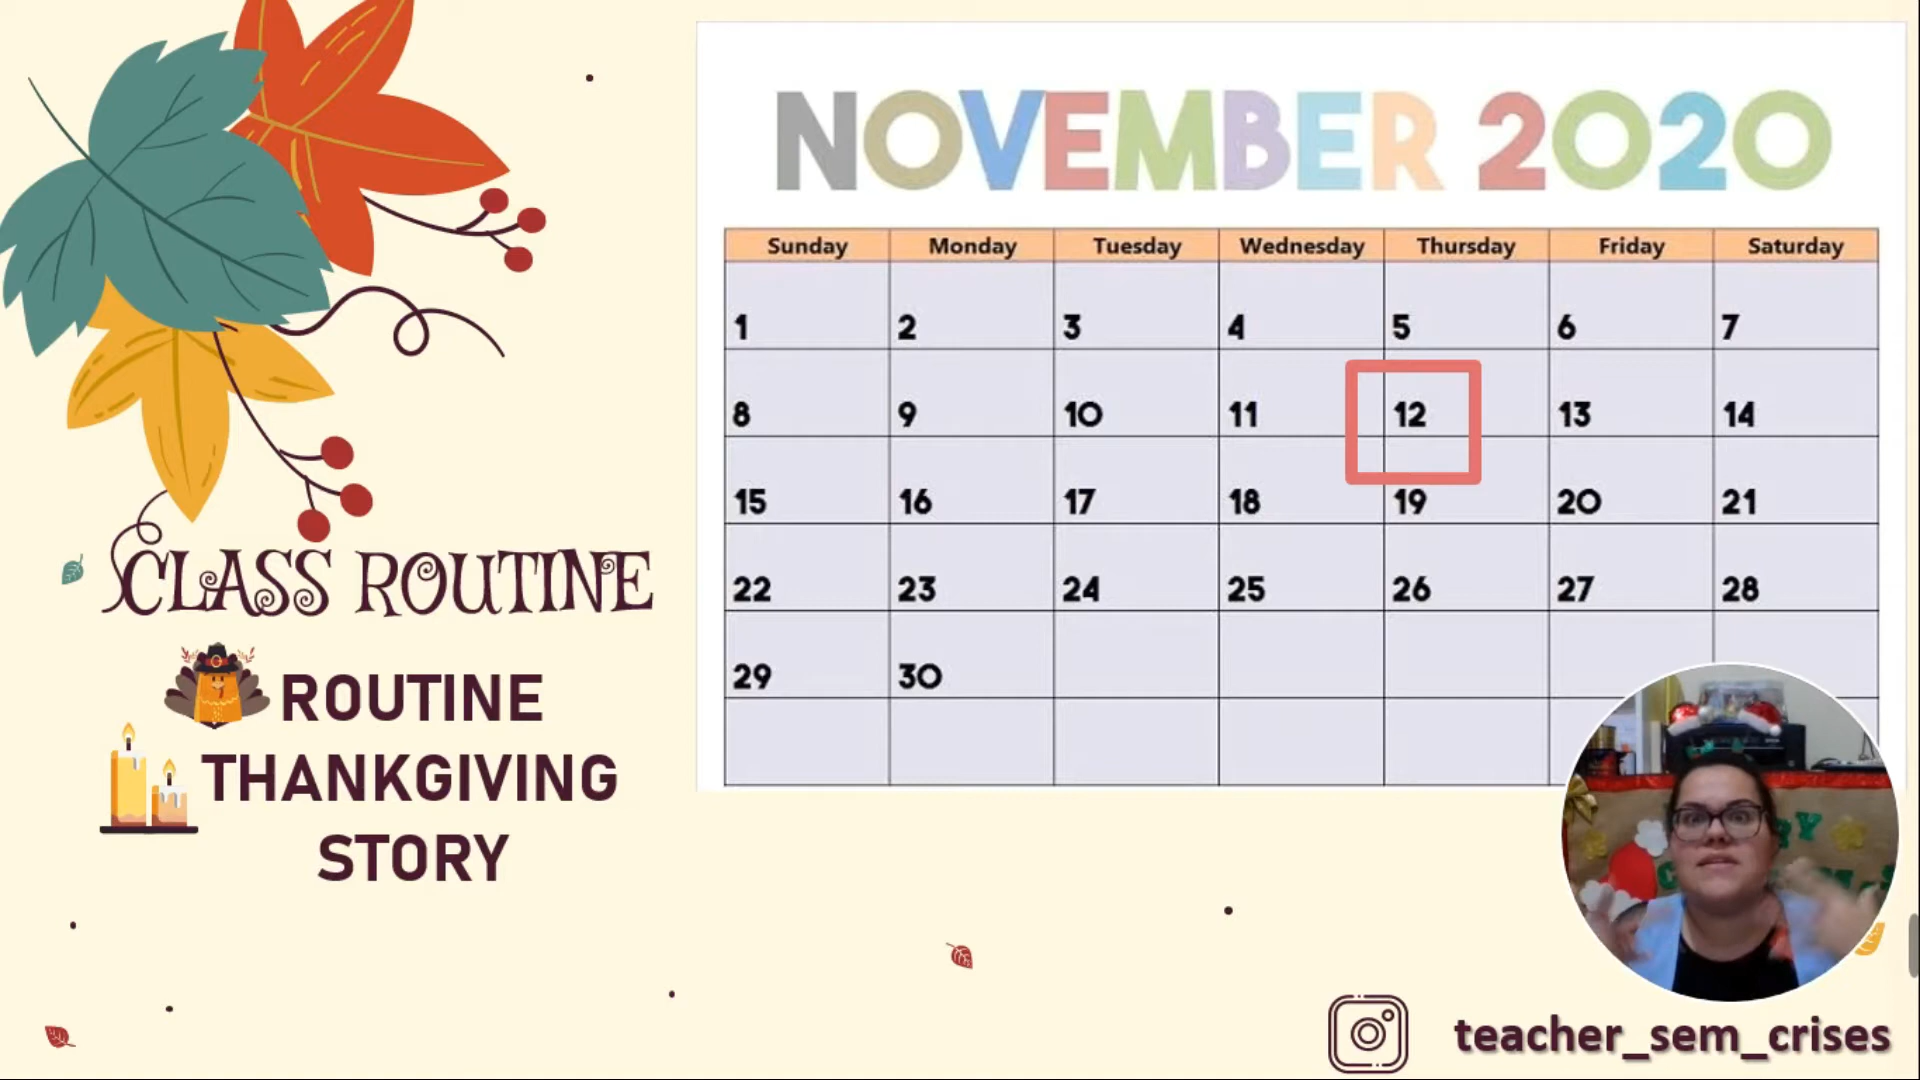 CLASS ROUTINE
ROUTINE
THANKGIVING
STORY
NOVEMBER 2020
Sunday Monday Tuesday Wednesday Thursday Friday Saturday
1 2 3 4 5 6 7
8 9 10 11 12 13 14
15 16 17 18 19 20 21
22 23 24 25 26 27 28
29 30
teacher_sem_crises